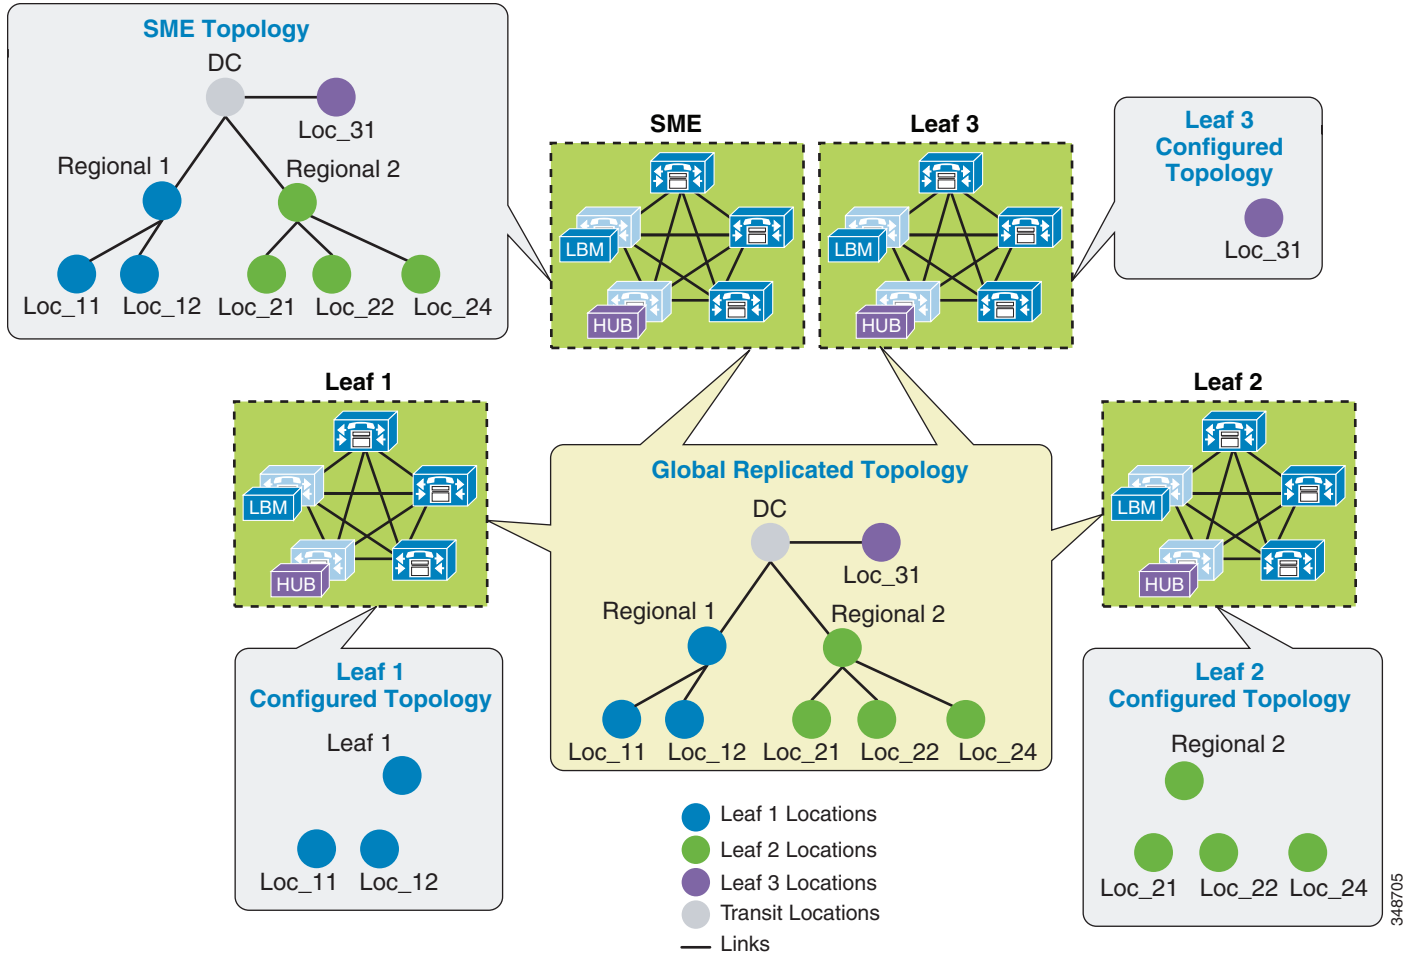 SME Topology
DC
Loc_31
Regional 1
Regional 2
Loc_11
Loc_12
Loc_21
Loc_22
Loc_24
SME
LBM
HUB
Leaf 3
LBM
HUB
Leaf 3
Configured
Topology
Loc_31
Leaf 1
LBM
HUB
Global Replicated Topology
DC
Loc_31
Regional 1
Regional 2
Loc_11
Loc_12
Loc_21
Loc_22
Loc_24
Leaf 2
LBM
HUB
Leaf 1
Configured Topology
Leaf 1
Loc_11
Loc_12
Leaf 2
Configured Topology
Regional 2
Loc_21
Loc_22
Loc_24
Leaf 1 Locations
Leaf 2 Locations
Leaf 3 Locations
Transit Locations
Links
348705